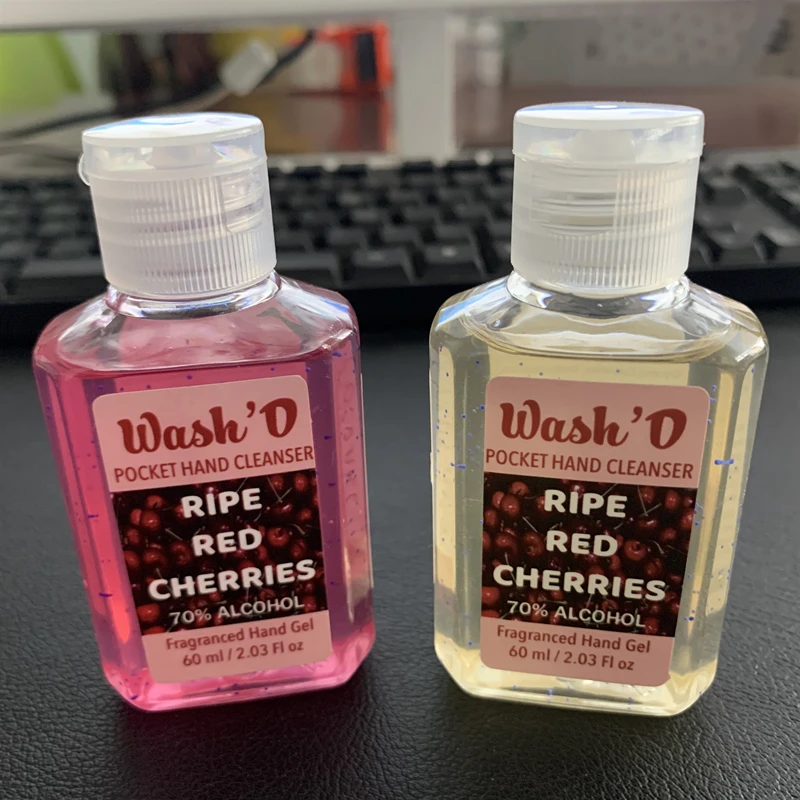 Wash'D
POCKET HAND CLEANSER
RIPE
RED
CHERRIES
70% ALCOHOL
Fragranced Hand Gel
60 ml / 2.03 Fl oz
Wash'D
POCKET HAND CLEANSER
RIPE
RED
CHERRIES
70% ALCOHOL
Fragranced Hand Gel
60 ml / 2.03 Fl oz